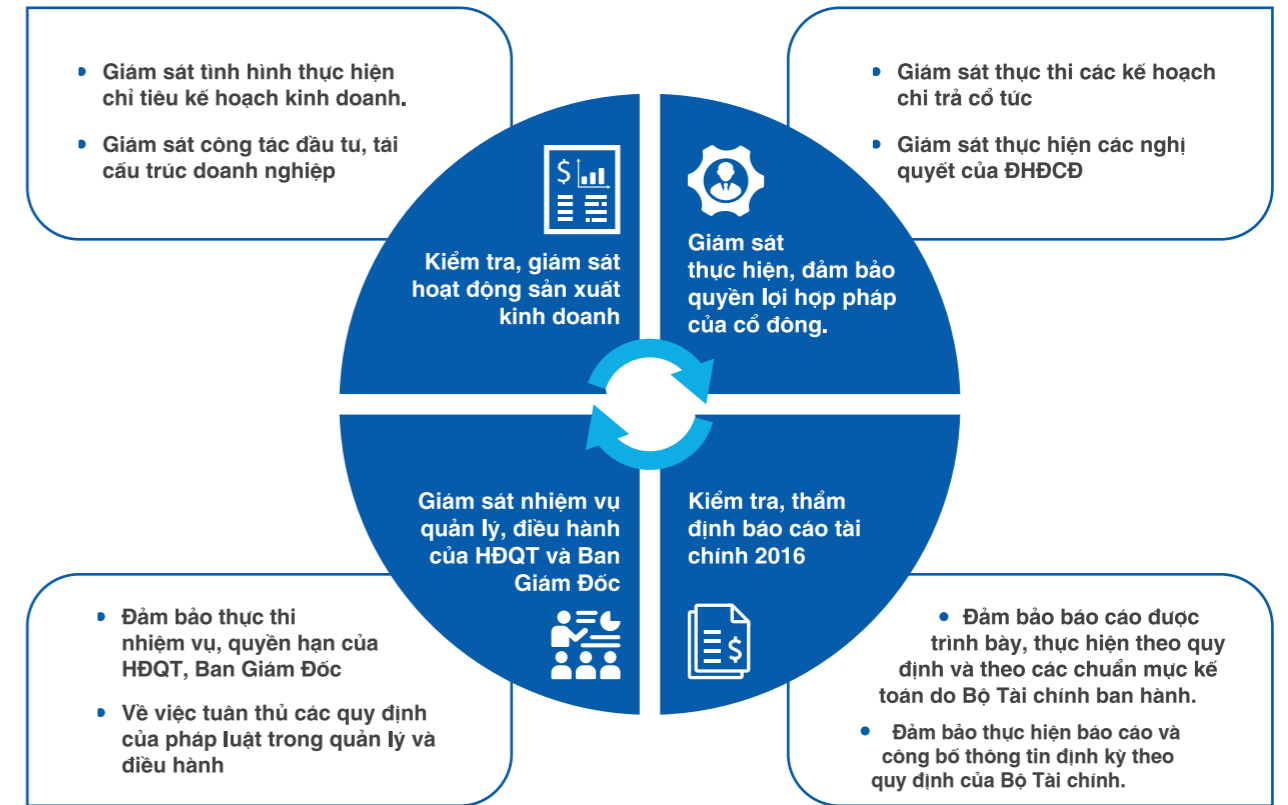 Giám sát tình hình thực hiện
chỉ tiêu kế hoạch kinh doanh.
Giám sát công tác đầu tư, tái
cấu trúc doanh nghiệp
$
Kiểm tra, giám sát
hoạt động sản xuất
kinh doanh
Giám sát thực thi các kế hoạch
chi trả cổ tức
Giám sát thực hiện các nghị
quyết của ĐHĐCĐ
Giám sát
thực hiện, đảm bảo
quyền lợi hợp pháp
của cổ đông.
Giám sát nhiệm vụ
quản lý, điều hành
của HĐQT và Ban
Giám Đốc
Đảm bảo thực thi
nhiệm vụ, quyền hạn của
HĐQT, Ban Giám Đốc
Về việc tuân thủ các quy định
của pháp luật trong quản lý và
điều hành
Kiểm tra, thẩm
định báo cáo tài
chính 2016
$
Đảm bảo báo cáo được
trình bày, thực hiện theo quy
định và theo các chuẩn mực kế
toán do Bộ Tài chính ban hành.
Đảm bảo thực hiện báo cáo và
công bố thông tin định kỳ theo
quy định của Bộ Tài chính.